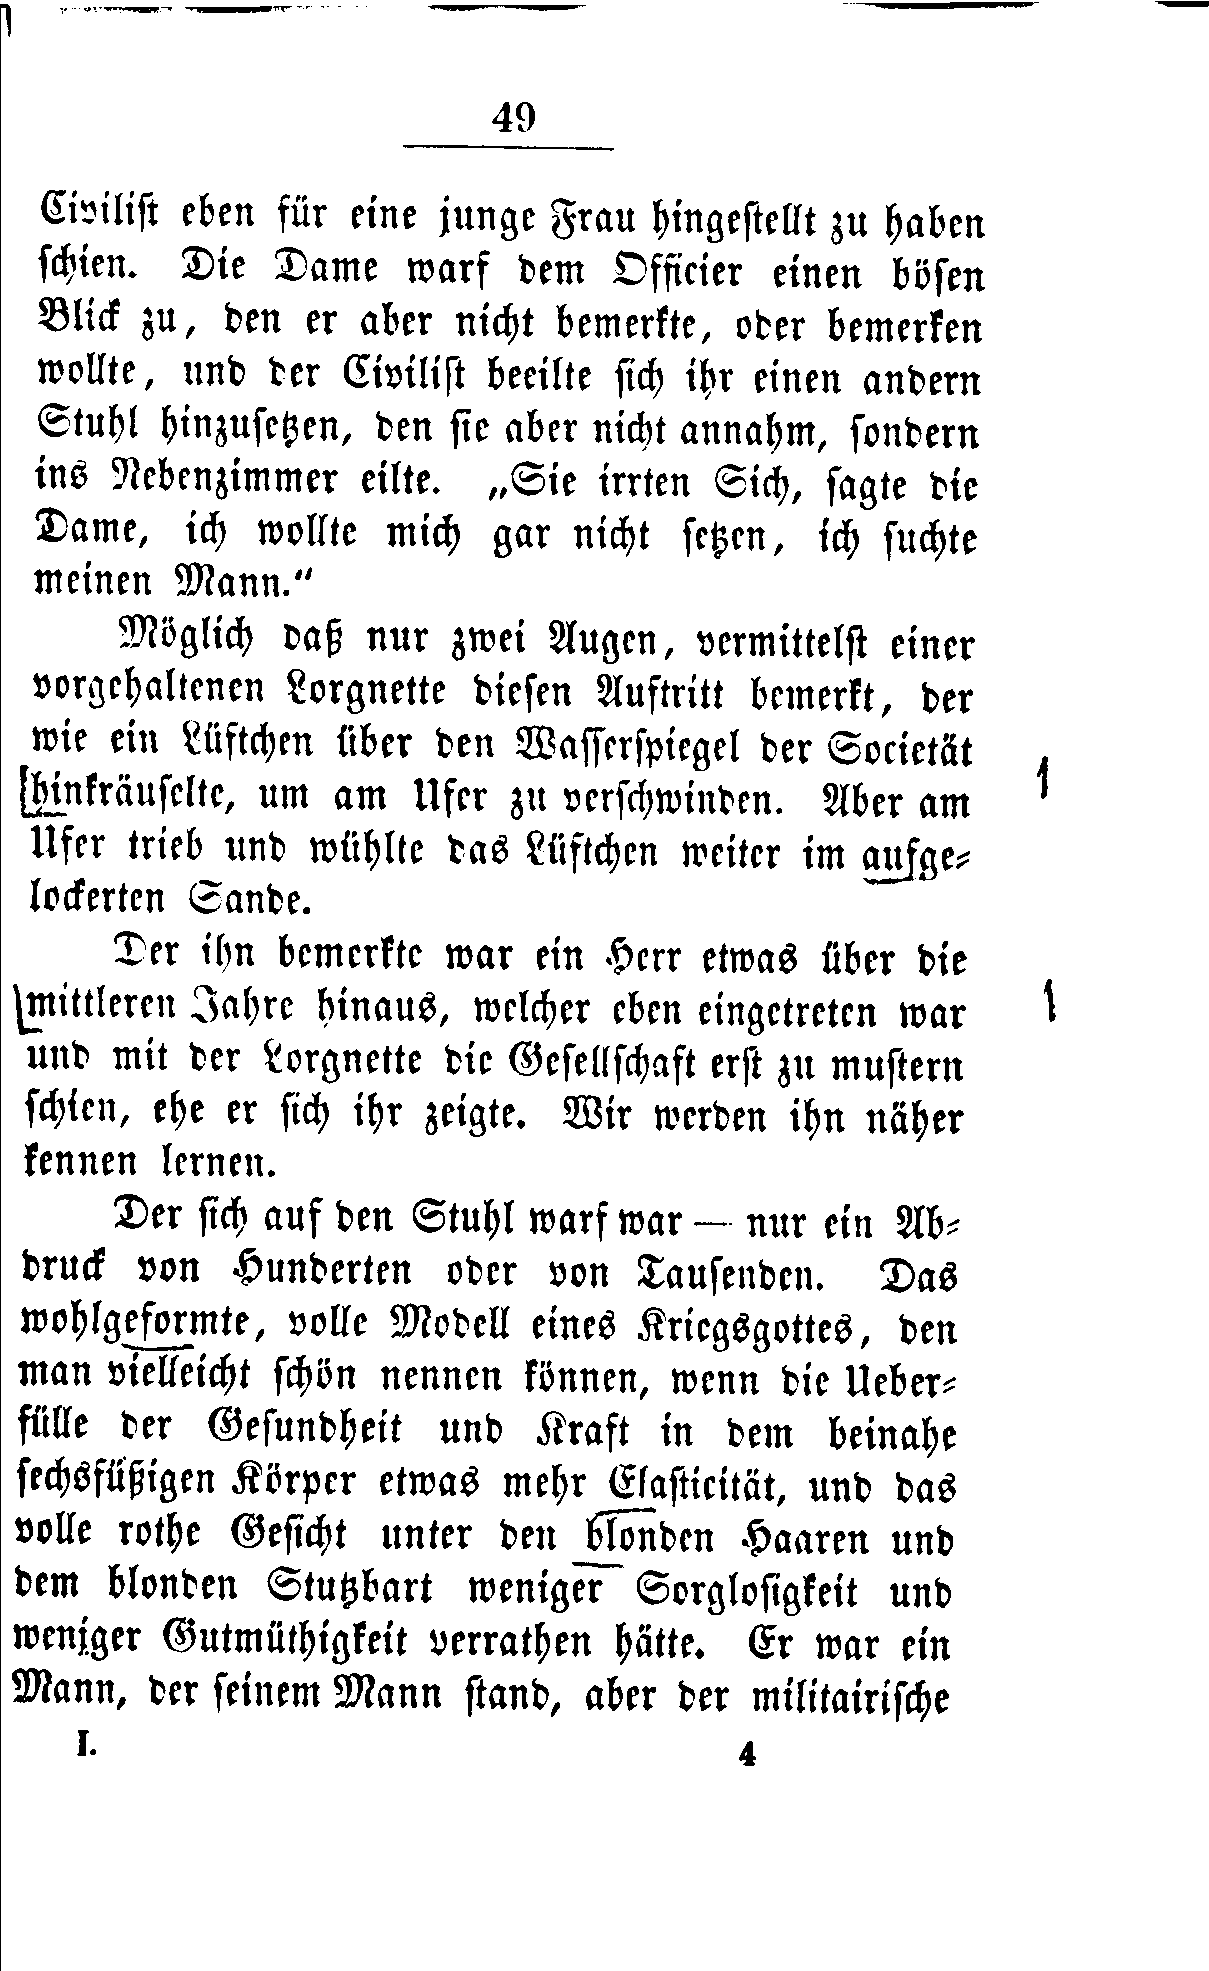 49
Civilist eben für eine junge Frau hingestellt zu haben
schien. Die Dame warf dem Officier einen bösen
Blick zu, den er aber nicht bemerkte, oder bemerken
wollte, und der Civilist beeilte sich ihr einen andern
Stuhl hinzusetzen, den sie aber nicht annahm, sondern
ins Nebenzimmer eilte. „Sie irrten Sich, sagte die
Dame, ich wollte mich gar nicht setzen, ich suchte
meinen Mann.“
Möglich daß nur zwei Augen, vermittelst einer
vorgehaltenen Lorgnette diesen Auftritt bemerkt, der
wie ein Lüftchen über den Wasserspiegel der Societät
hinkräuselte, um am Ufer zu verschwinden. Aber am
Ufer trieb und wühlte das Lüftchen weiter im aufge-
lockerten Sande.
Der ihn bemerkte war ein Herr etwas über die
mittleren Jahre hinaus, welcher eben eingetreten war
und mit der Lorgnette die Gesellschaft erst zu mustern
schien, ehe er sich ihr zeigte. Wir werden ihn näher
kennen lernen.
Der sich auf den Stuhl warf war — nur ein Ab-
druck von Hunderten oder von Tausenden. Das
wohlgeformte, volle Modell eines Kriegsgottes, den
man vielleicht schön nennen können, wenn die Ueber-
fülle der Gesundheit und Kraft in dem beinahe
sechsfüßigen Körper etwas mehr Elasticität, und das
volle rothe Gesicht unter den blonden Haaren und
dem blonden Stutzbart weniger Sorglosigkeit und
weniger Gutmüthigkeit verrathen hätte. Er war ein
Mann, der seinem Mann stand, aber der militairische
I. 4